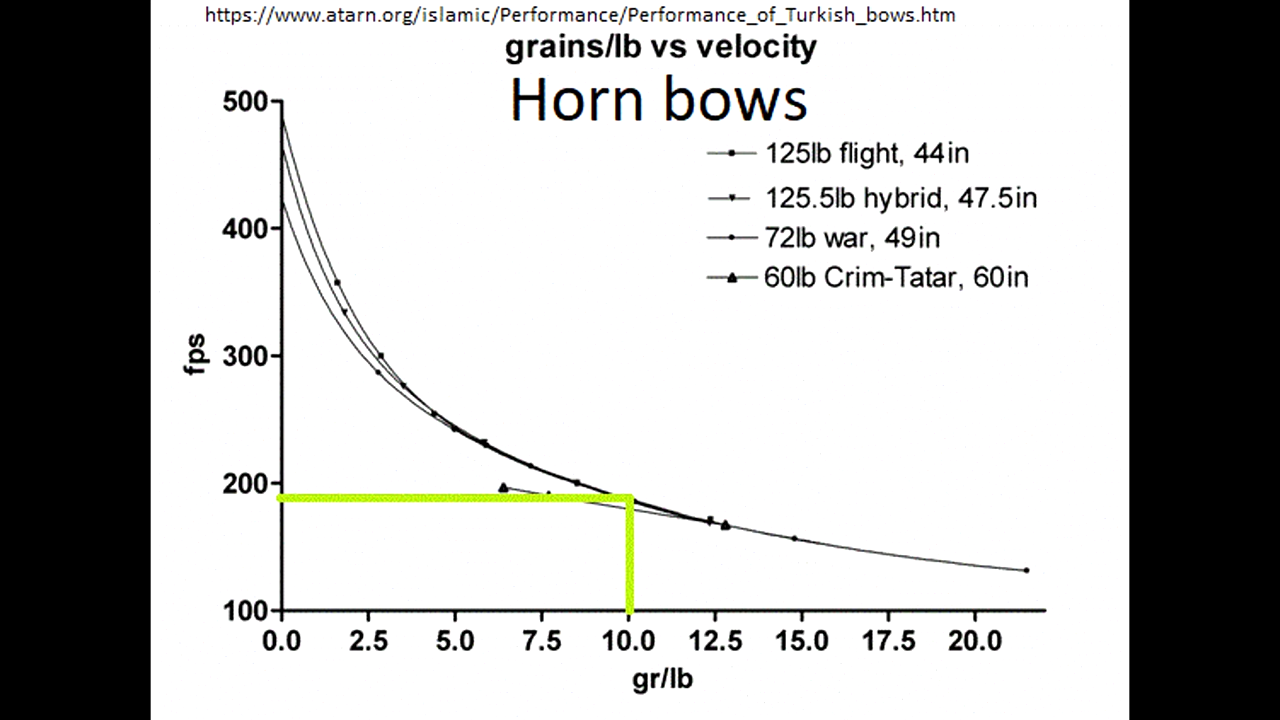 https://www.atarn.org/islamic/Performance/Performance_of_Turkish_bows.htm
grains/lb vs velocity
Horn bows
125lb flight, 44in
125.5lb hybrid, 47.5in
72lb war, 49in
60lb Crim-Tatar, 60in
500
400
300
200
100
fps
0.0 2.5 5.0 7.5 10.0 12.5 15.0 17.5 20.0
gr/lb